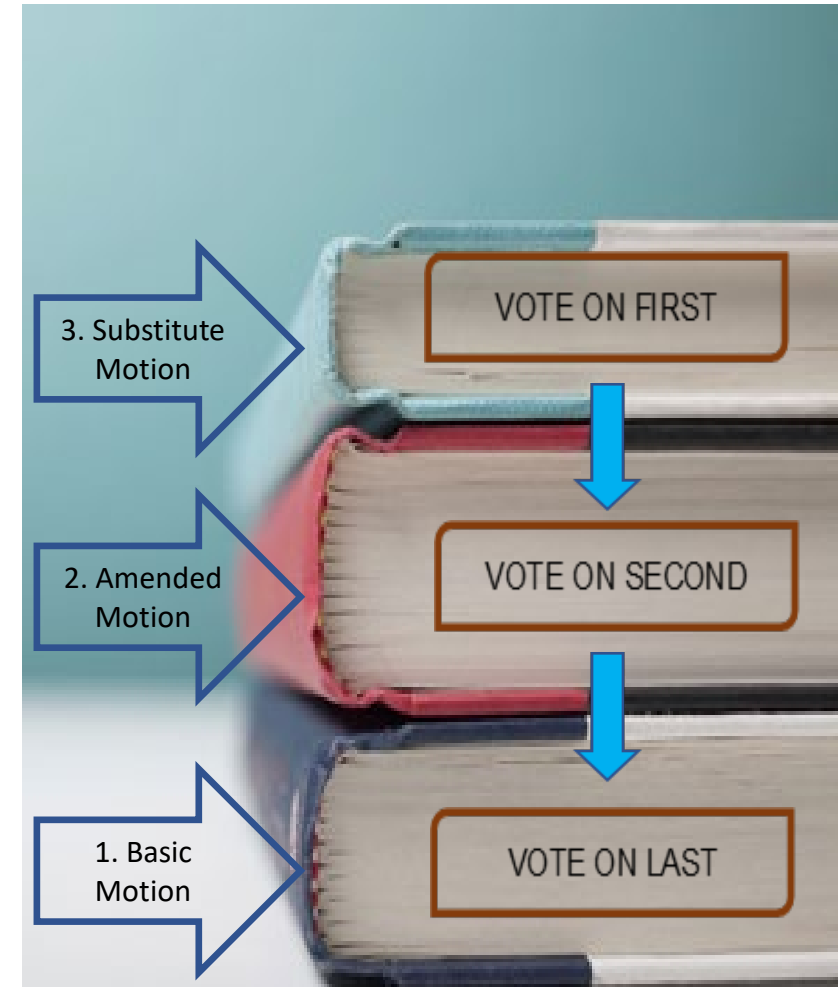 3. Substitute
Motion
VOTE ON FIRST
2. Amended
Motion
VOTE ON SECOND
1. Basic
Motion
VOTE ON LAST